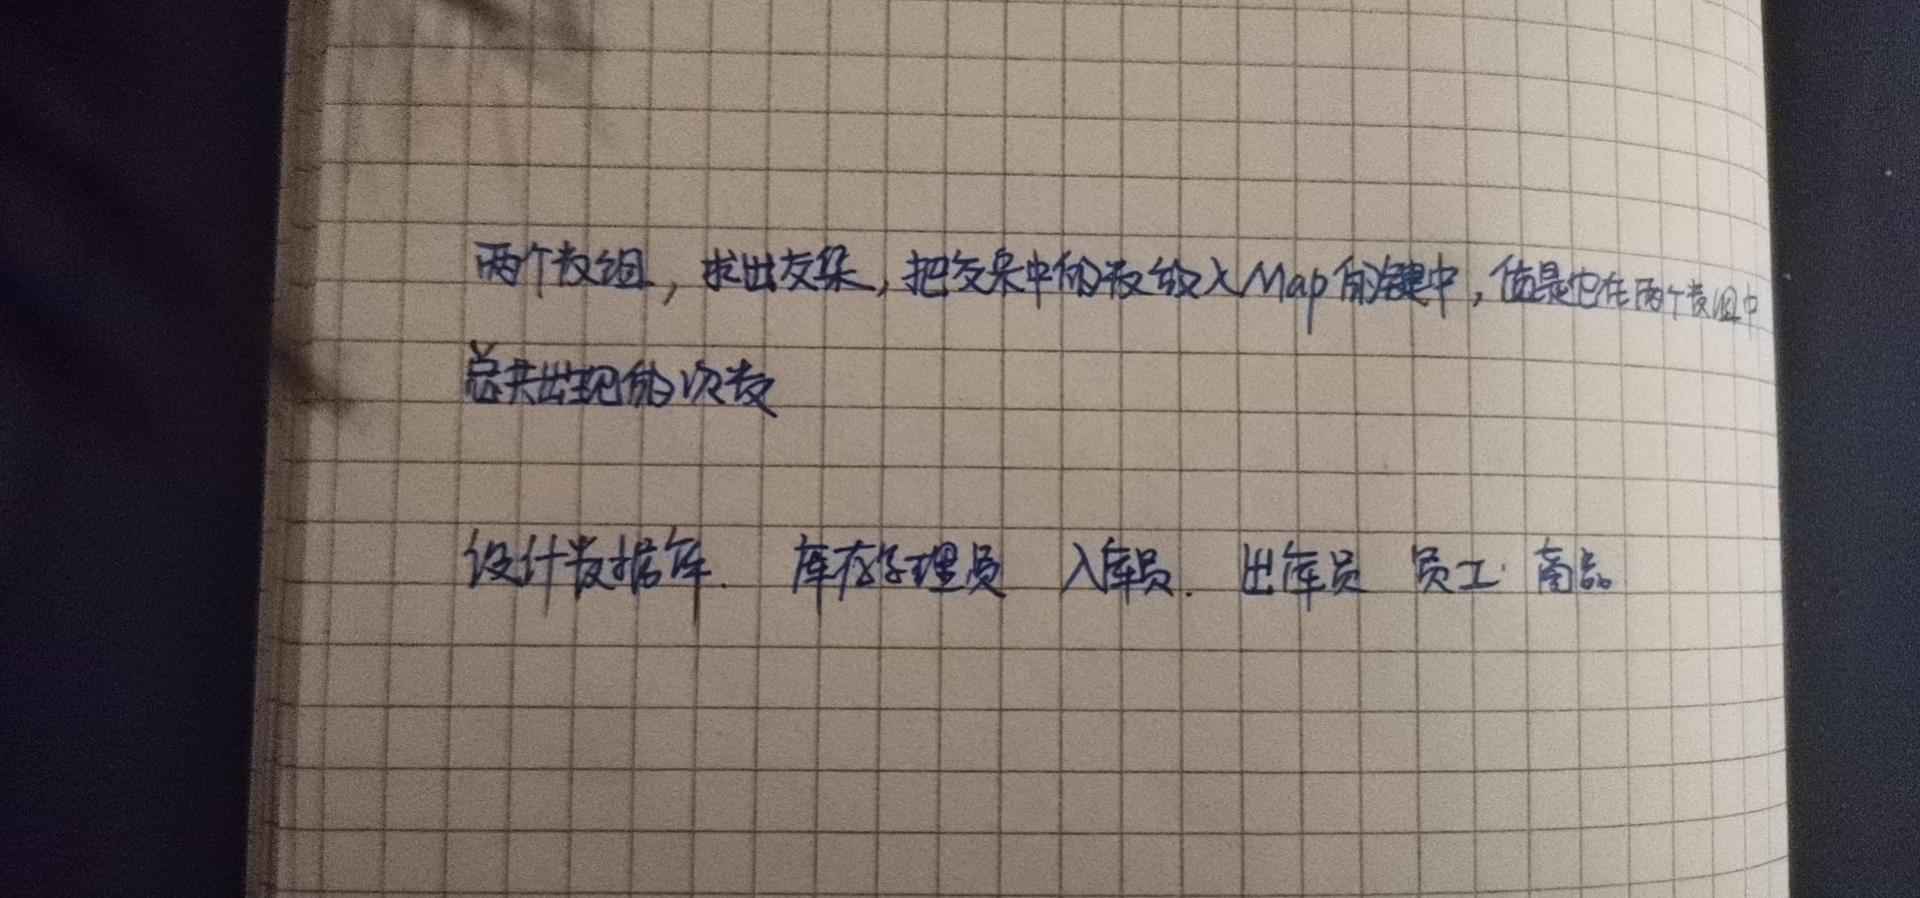 两个数组，求出交集，把交集中的数放入Map的键中，值是它在两个数组中
总共出现的次数
设计数据库. 库存管理员 入库员. 出库员 员工. 商品